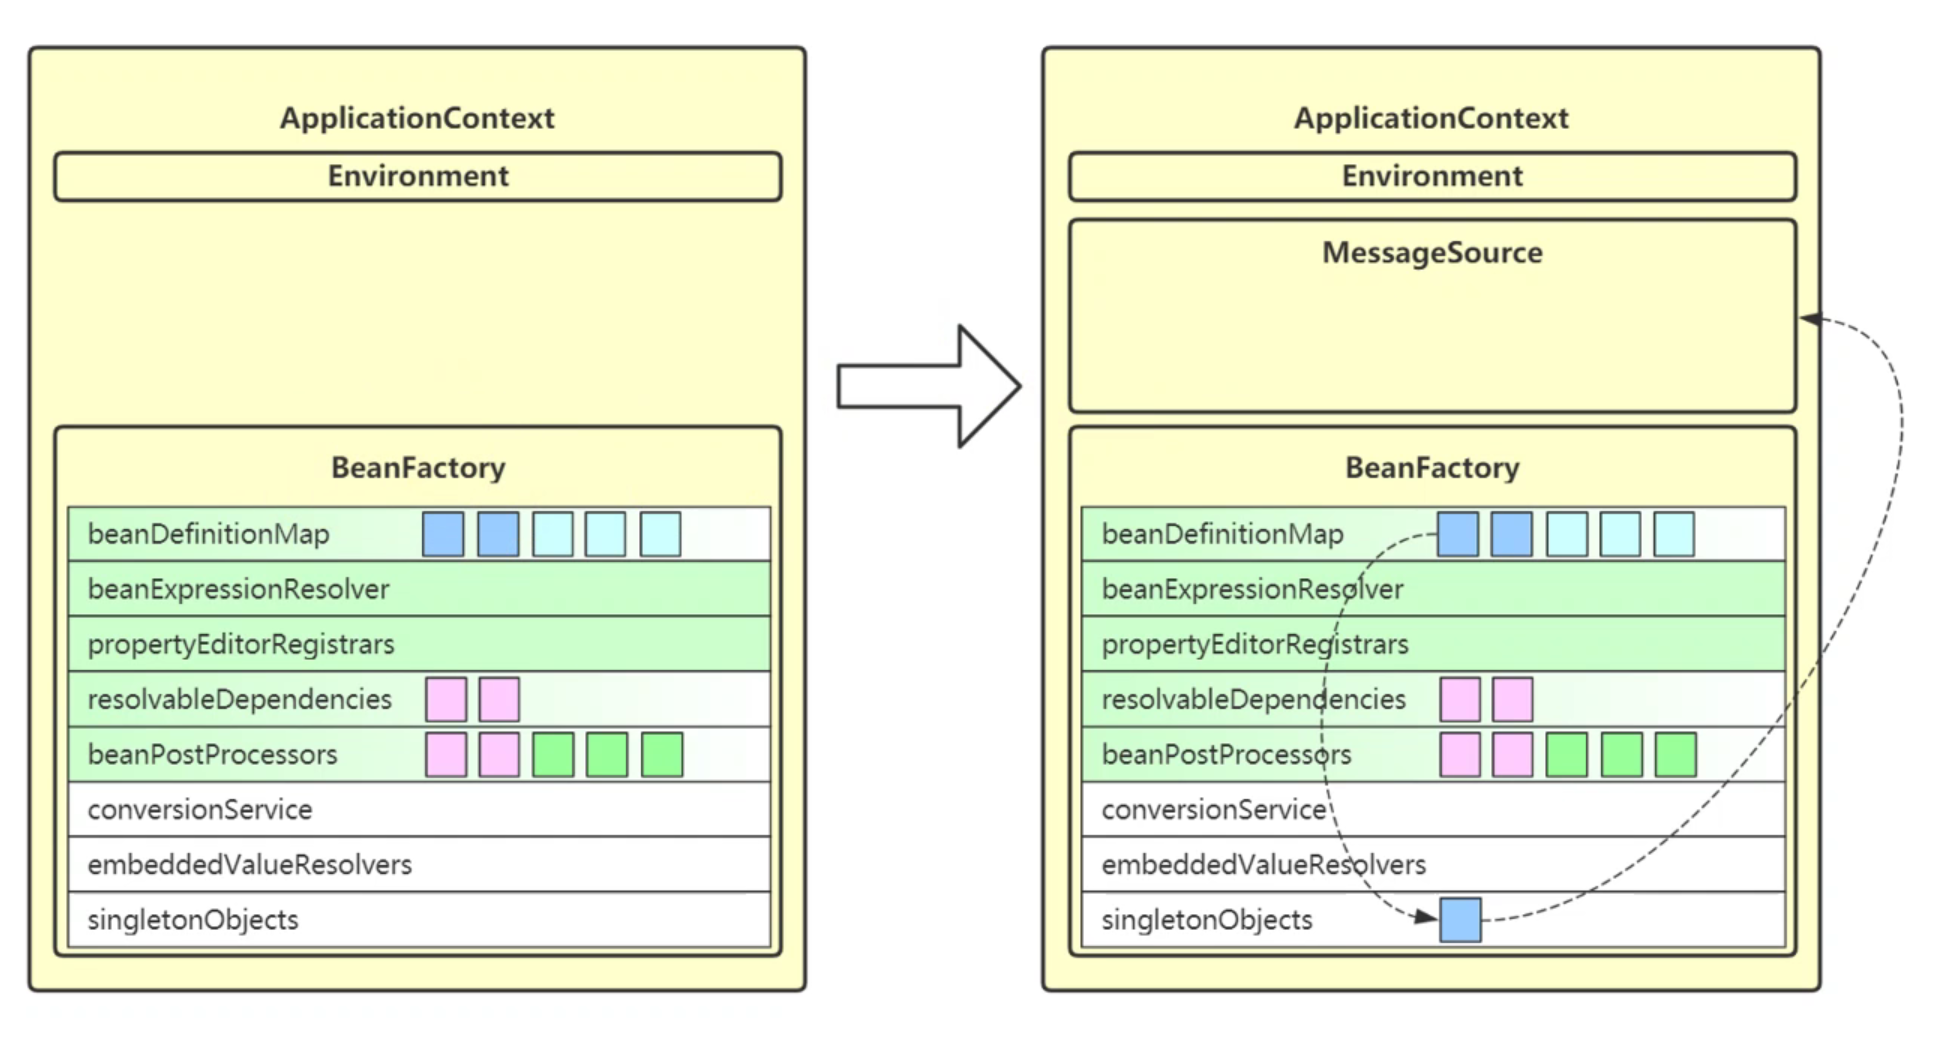 ApplicationContext
Environment
BeanFactory
beanDefinitionMap
beanExpressionResolver
propertyEditorRegistrars
resolvableDependencies
beanPostProcessors
conversionService
embeddedValueResolvers
singletonObjects
ApplicationContext
Environment
MessageSource
BeanFactory
beanDefinitionMap
beanExpressionResolver
propertyEditorRegistrars
resolvableDependencies
beanPostProcessors
conversionService
embeddedValueResolvers
singletonObjects